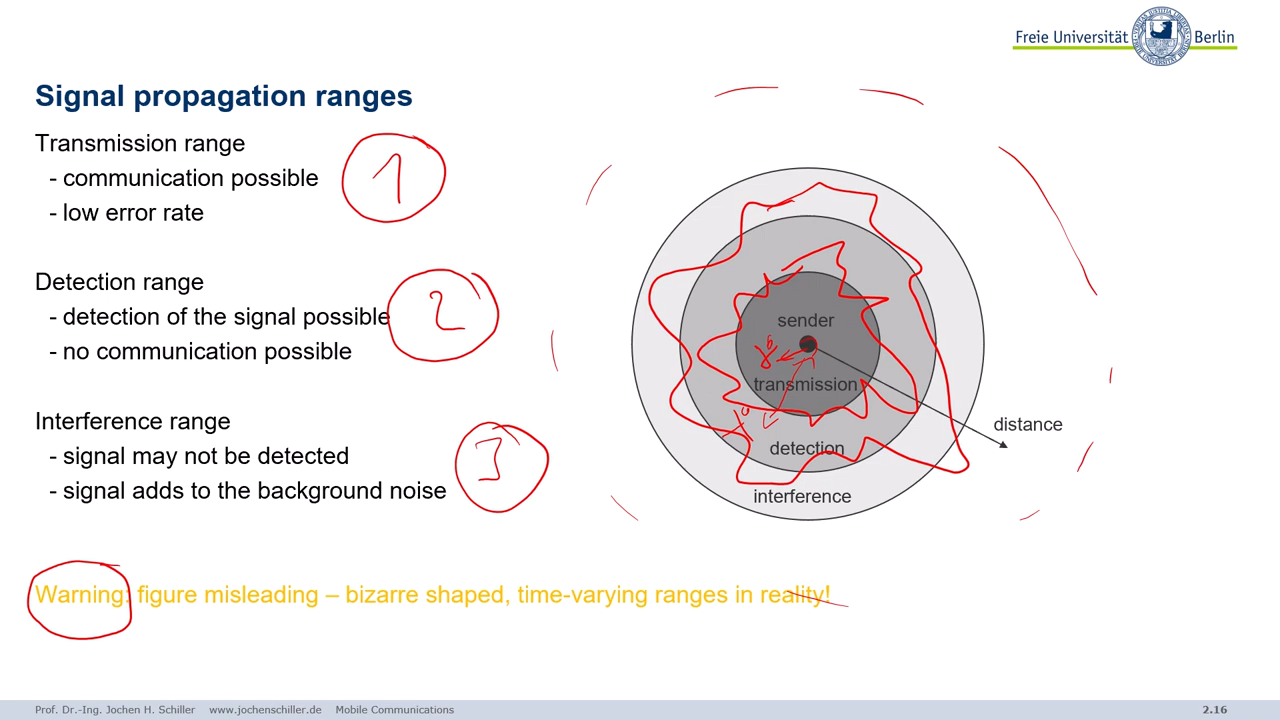 Freie Universität Berlin
Signal propagation ranges
Transmission range
- communication possible
- low error rate
1
Detection range
- detection of the signal possible
- no communication possible
2
Interference range
- signal may not be detected
- signal adds to the background noise
3
sender
transmission
distance
detection
interference
Warning: figure misleading – bizarre shaped, time-varying ranges in reality!
Prof. Dr.-Ing. Jochen H. Schiller www.jochenschiller.de Mobile Communications 2.16